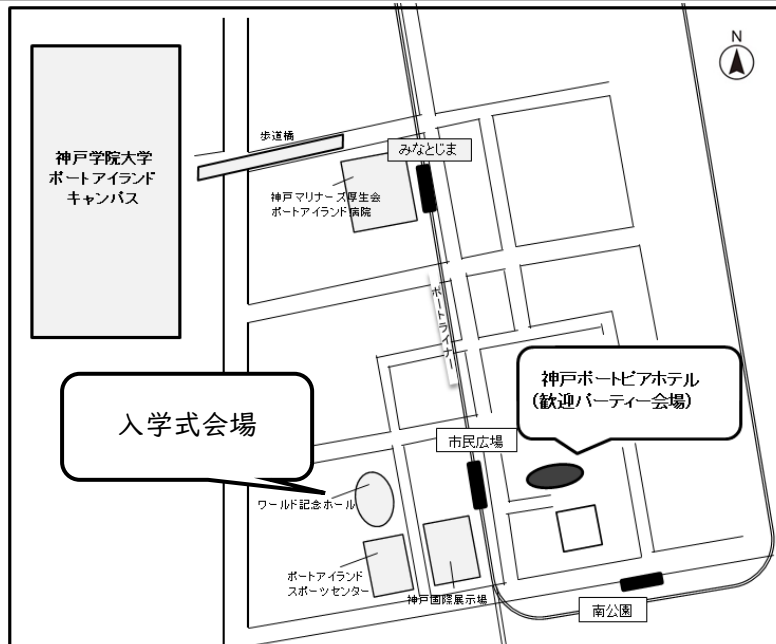 N
歩道橋
みなとじま
神戸学院大学
ポートアイランド
キャンパス
神戸マリナーズ厚生会
ポートアイランド病院
ポートライナー
神戸ポートピアホテル
(歓迎パーティー会場)
入学式会場
市民広場
ワールド記念ホール
ポートアイランド
スポーツセンター
神戸国際展示場
南公園